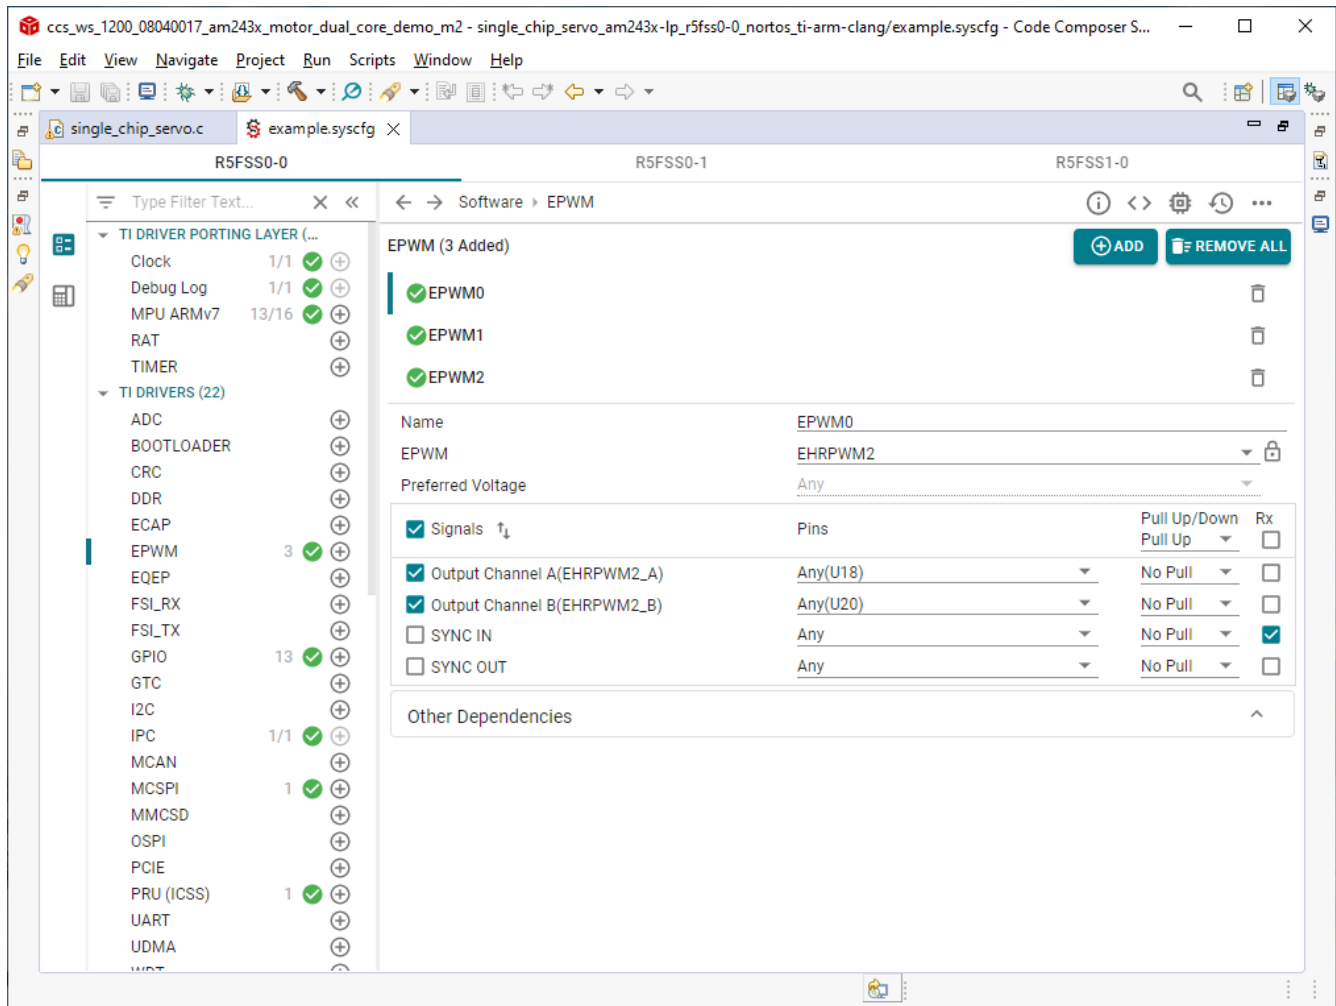 ccs_ws_1200_08040017_am243x_motor_dual_core_demo_m2 - single_chip_servo_am243x-lp_r5fss0-0_nortos_ti-arm-clang/example.syscfg - Code Composer S...
File Edit View Navigate Project Run Scripts Window Help
single_chip_servo.c example.syscfg
R5FSS0-0 R5FSS0-1 R5FSS1-0
Type Filter Text...
Software EPWM
TI DRIVER PORTING LAYER (...
Clock 1/1
Debug Log 1/1
MPU ARMv7 13/16
RAT
TIMER
TI DRIVERS (22)
ADC
BOOTLOADER
CRC
DDR
ECAP
EPWM 3
EQEP
FSI_RX
FSI_TX
GPIO 13
GTC
I2C
IPC 1/1
MCAN
MCSPI 1
MMCSD
OSPI
PCIE
PRU (ICSS) 1
UART
UDMA
WDT
EPWM (3 Added) ADD REMOVE ALL
EPWM0
EPWM1
EPWM2
Name EPWM0
EPWM EHRPWM2
Preferred Voltage Any
Signals Pins Pull Up/Down Rx
Pull Up
Output Channel A(EHRPWM2_A) Any(U18) No Pull
Output Channel B(EHRPWM2_B) Any(U20) No Pull
SYNC IN Any No Pull
SYNC OUT Any No Pull
Other Dependencies